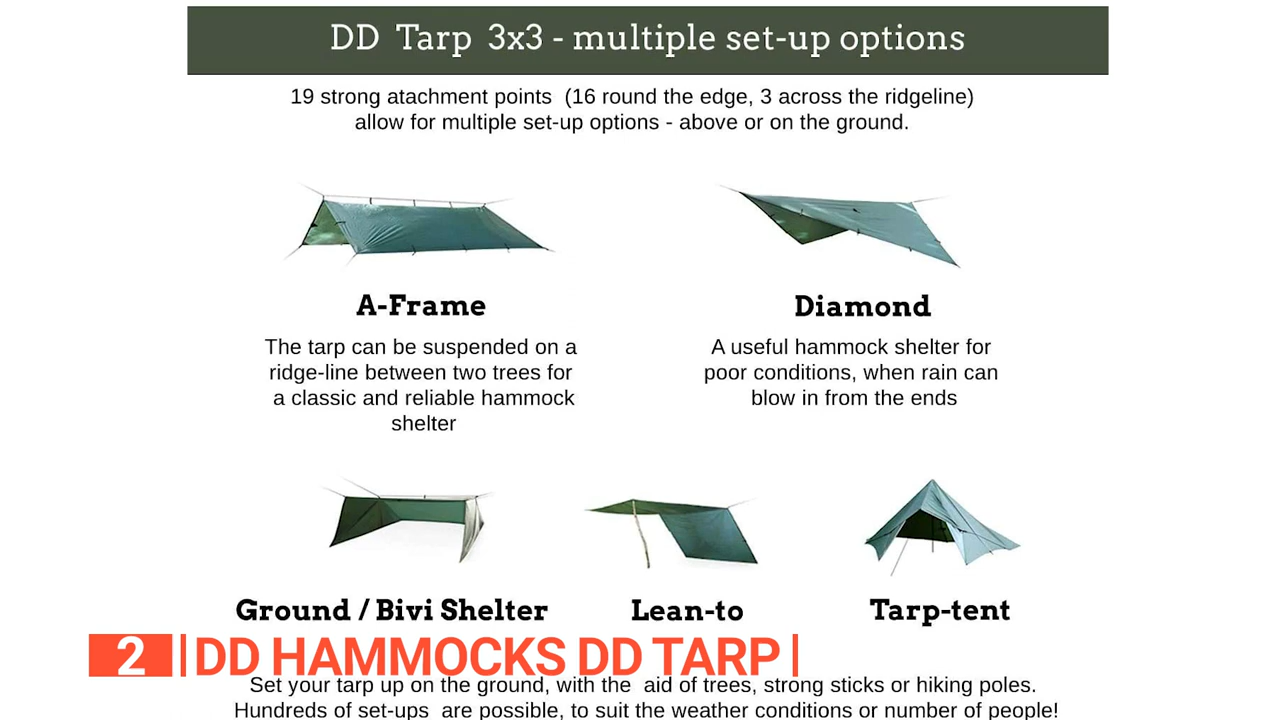 DD Tarp 3x3 - multiple set-up options
19 strong atachment points (16 round the edge, 3 across the ridgeline)
allow for multiple set-up options - above or on the ground.
A-Frame
The tarp can be suspended on a
ridge-line between two trees for
a classic and reliable hammock
shelter
Diamond
A useful hammock shelter for
poor conditions, when rain can
blow in from the ends
Ground / Bivi Shelter
Lean-to
Tarp-tent
2 DD HAMMOCKS DD TARP
Set your tarp up on the ground, with the aid of trees, strong sticks or hiking poles.
Hundreds of set-ups are possible, to suit the weather conditions or number of people!